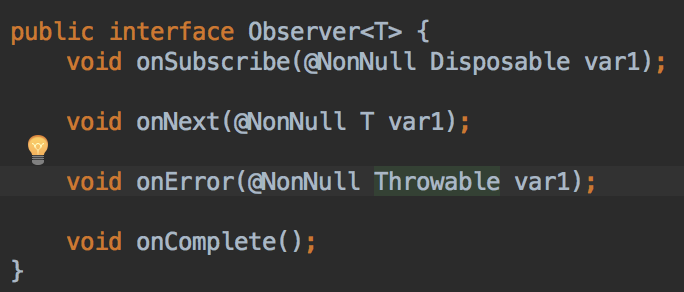 public interface Observer<T> {
    void onSubscribe(@NonNull Disposable var1);
    void onNext(@NonNull T var1);
    void onError(@NonNull Throwable var1);
    void onComplete();
}